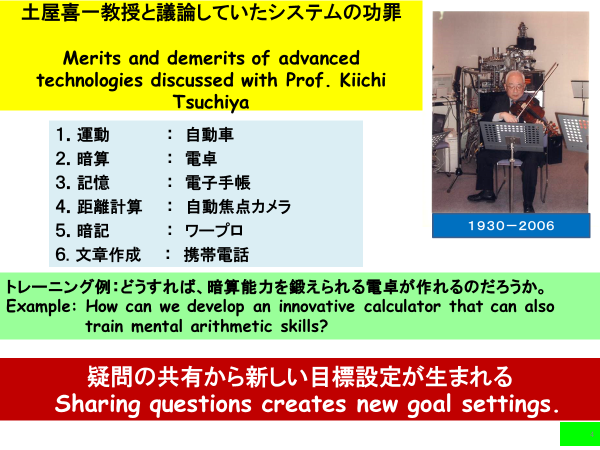 土屋喜一教授と議論していたシステムの功罪
Merits and demerits of advanced
technologies discussed with Prof. Kiichi
Tsuchiya
1. 運動 : 自動車
2. 暗算 : 電卓
3. 記憶 : 電子手帳
4. 距離計算 : 自動焦点カメラ
5. 暗記 : ワープロ
6. 文章作成 : 携帯電話
1930－2006
トレーニング例：どうすれば、暗算能力を鍛えられる電卓が作れるのだろうか。
Example: How can we develop an innovative calculator that can also
train mental arithmetic skills?
疑問の共有から新しい目標設定が生まれる
Sharing questions creates new goal settings.